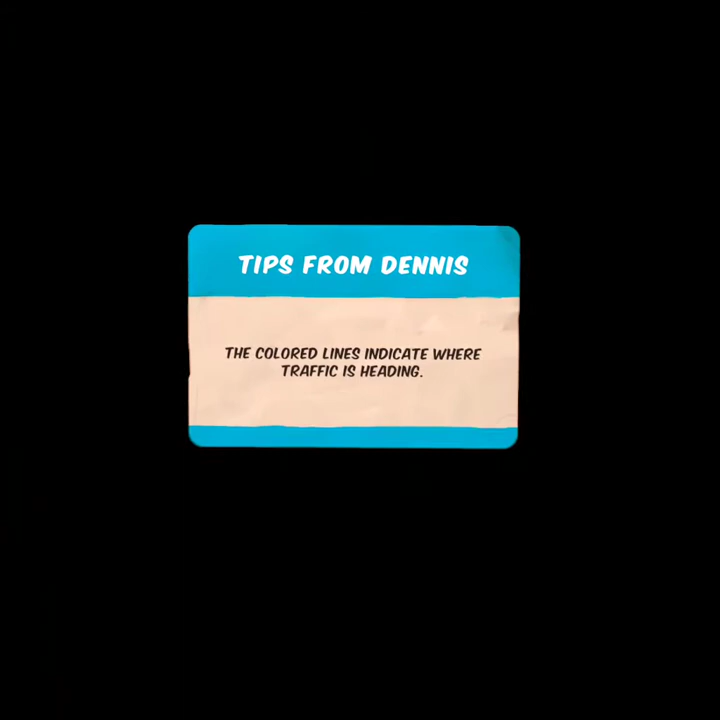 TIPS FROM DENNIS
THE COLORED LINES INDICATE WHERE
TRAFFIC IS HEADING.